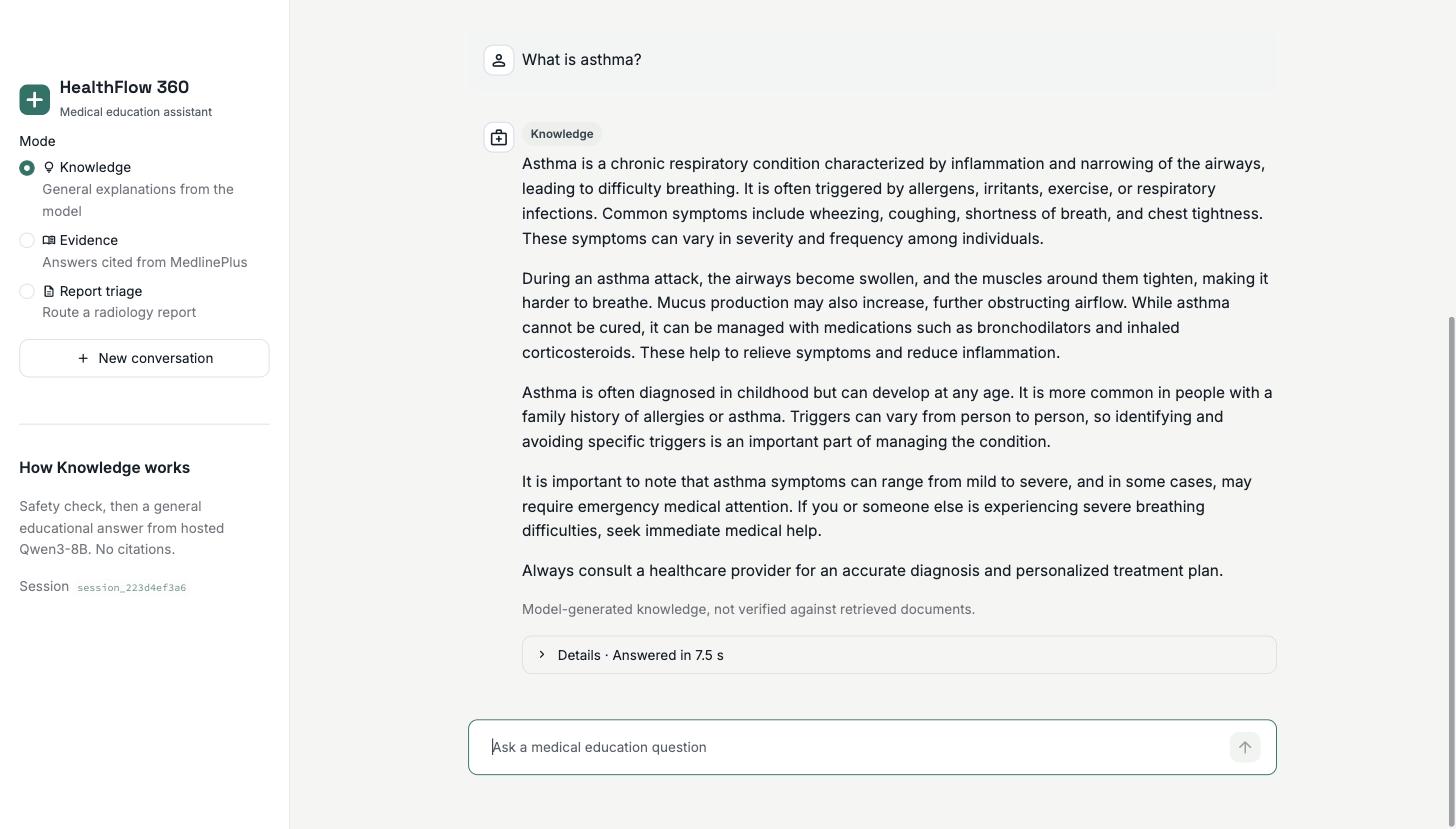 HealthFlow 360
Medical education assistant
Mode
Knowledge
General explanations from the
model
Evidence
Answers cited from MedlinePlus
Report triage
Route a radiology report
+ New conversation
How Knowledge works
Safety check, then a general
educational answer from hosted
Qwen3-8B. No citations.
Session session_223d4ef3a6
What is asthma?
Knowledge
Asthma is a chronic respiratory condition characterized by inflammation and narrowing of the airways,
leading to difficulty breathing. It is often triggered by allergens, irritants, exercise, or respiratory
infections. Common symptoms include wheezing, coughing, shortness of breath, and chest tightness.
These symptoms can vary in severity and frequency among individuals.
During an asthma attack, the airways become swollen, and the muscles around them tighten, making it
harder to breathe. Mucus production may also increase, further obstructing airflow. While asthma
cannot be cured, it can be managed with medications such as bronchodilators and inhaled
corticosteroids. These help to relieve symptoms and reduce inflammation.
Asthma is often diagnosed in childhood but can develop at any age. It is more common in people with a
family history of allergies or asthma. Triggers can vary from person to person, so identifying and
avoiding specific triggers is an important part of managing the condition.
It is important to note that asthma symptoms can range from mild to severe, and in some cases, may
require emergency medical attention. If you or someone else is experiencing severe breathing
difficulties, seek immediate medical help.
Always consult a healthcare provider for an accurate diagnosis and personalized treatment plan.
Model-generated knowledge, not verified against retrieved documents.
Details · Answered in 7.5 s
Ask a medical education question